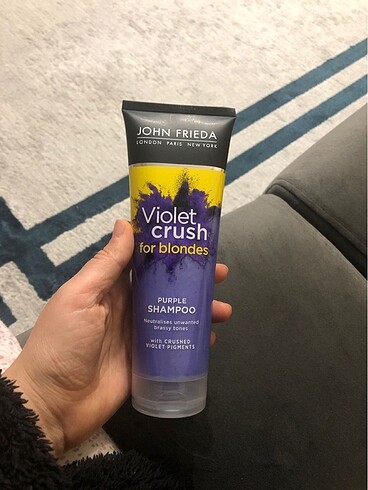 JOHN FRIEDA
LONDON PARIS NEW YORK
Violet
crush
for blondes
PURPLE
SHAMPOO
Neutralises unwanted
brassy tones
with CRUSHED
VIOLET PIGMENTS